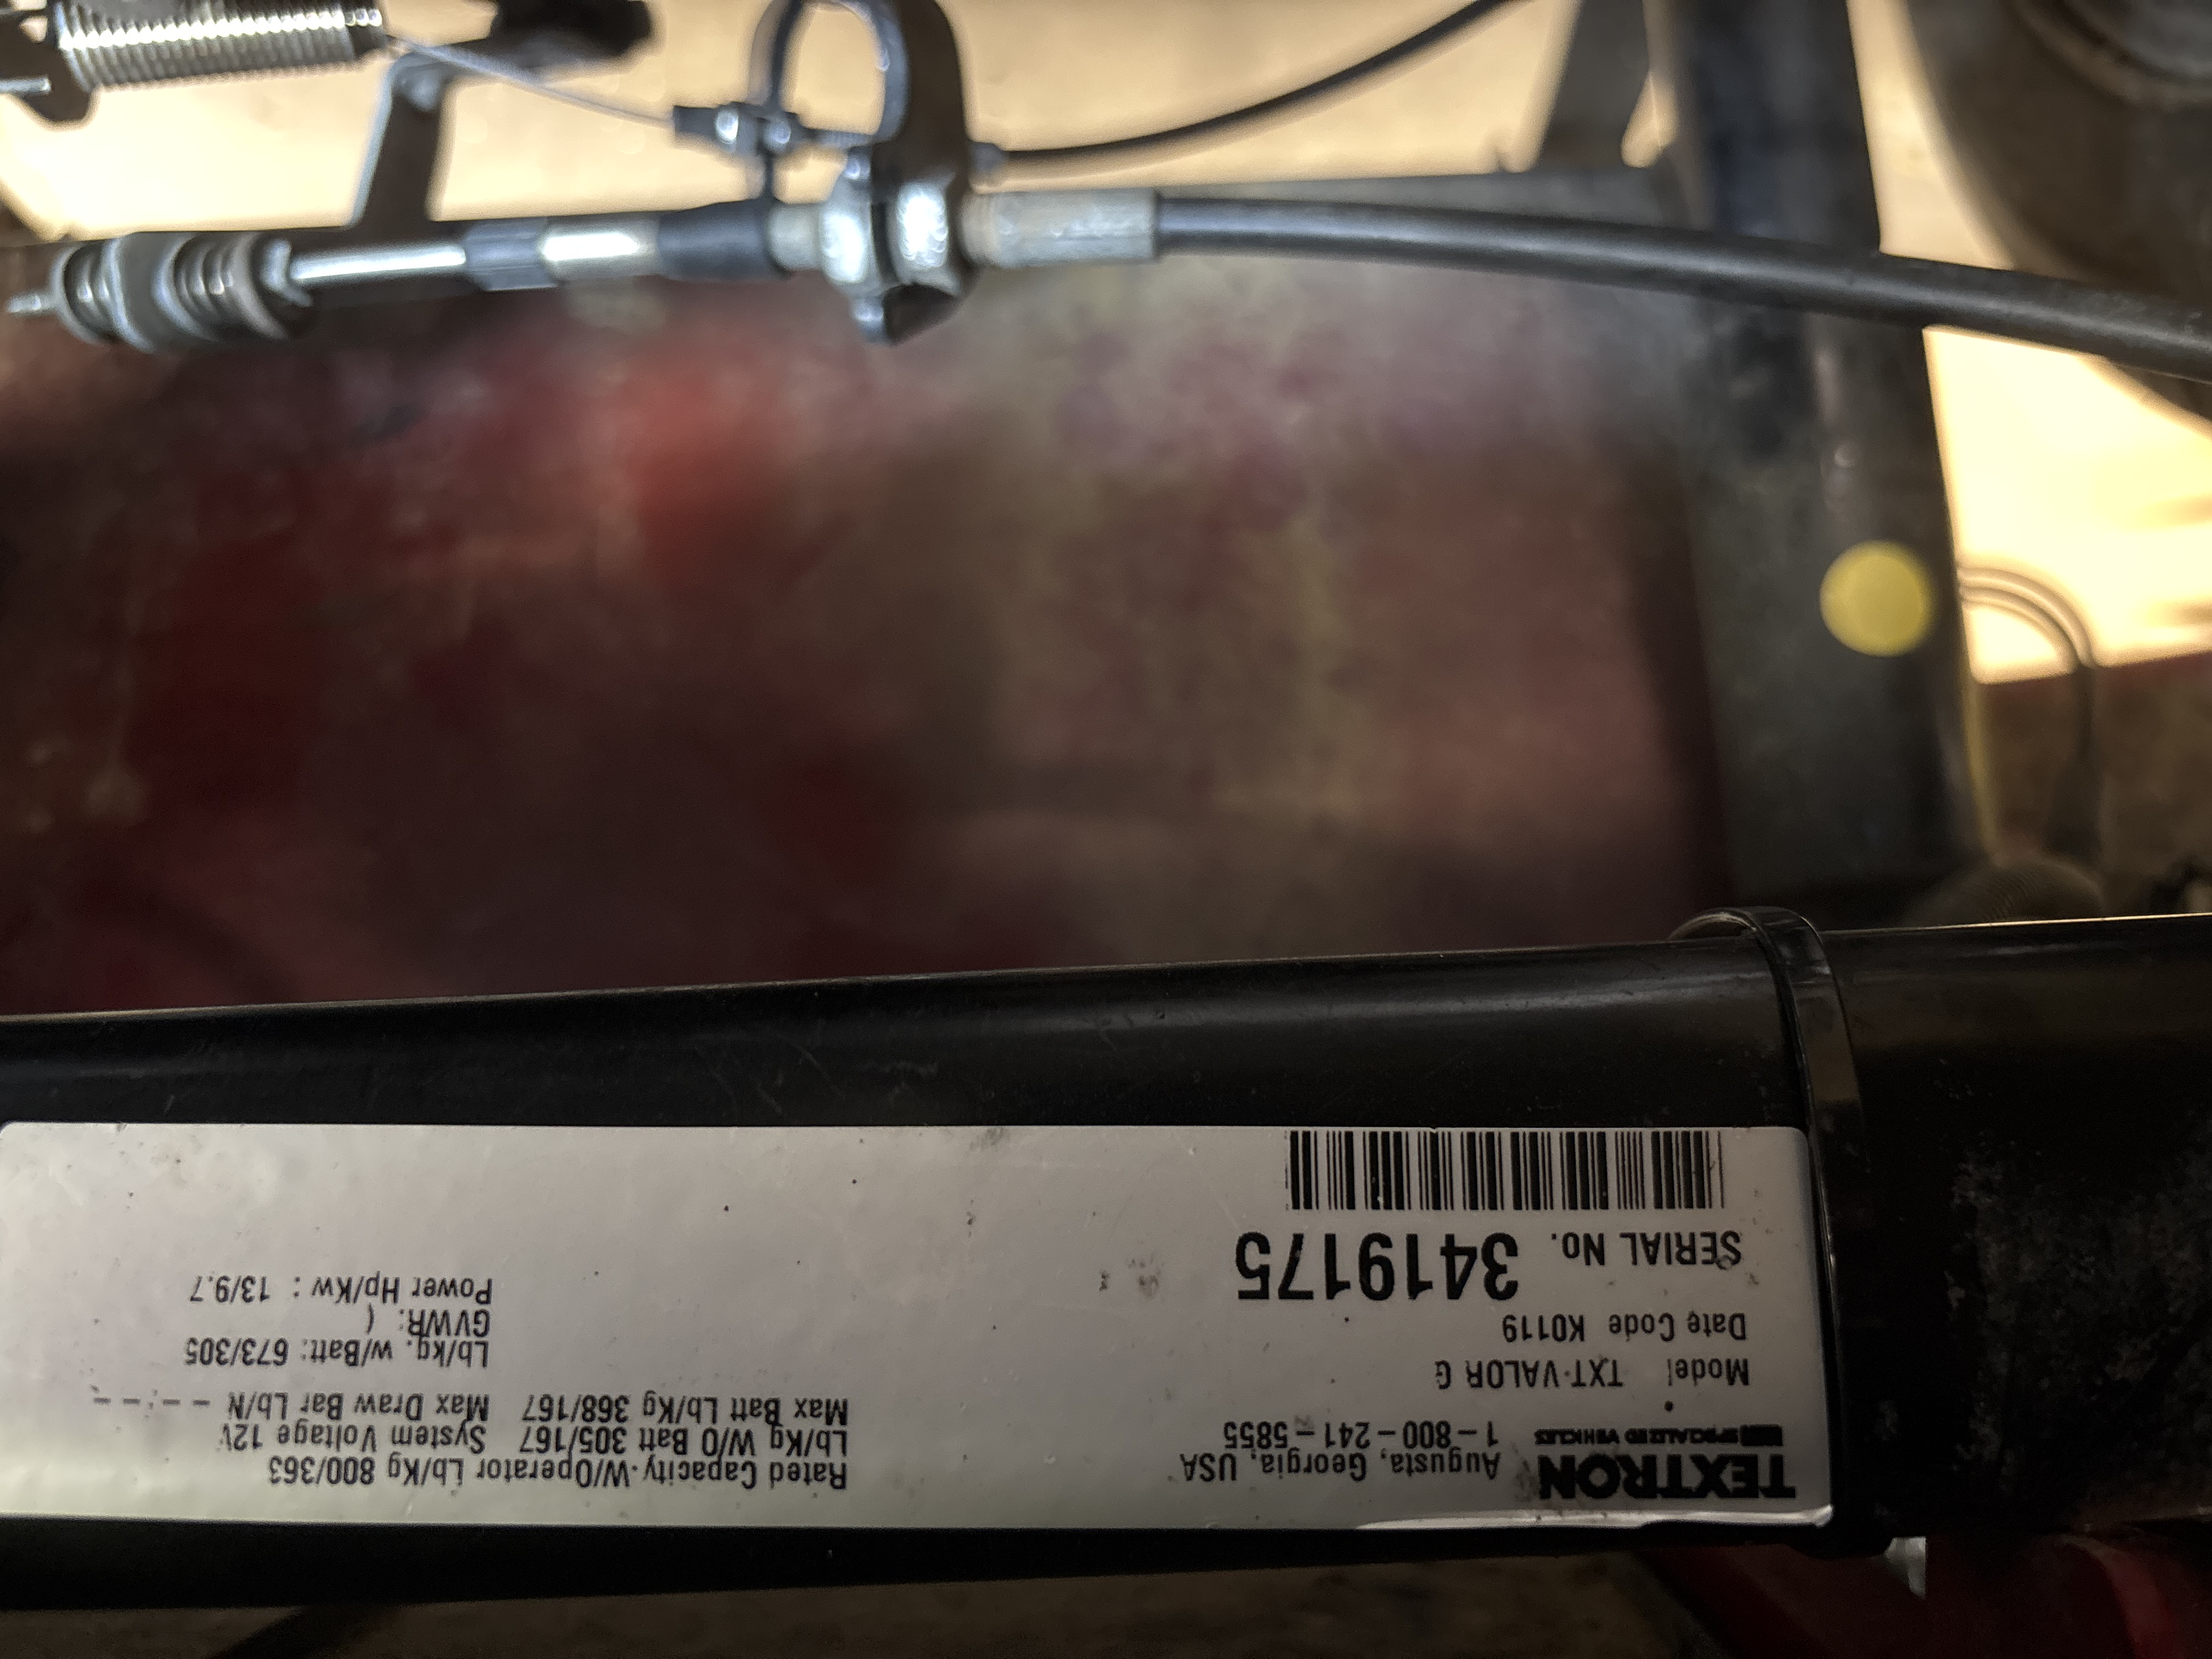 TEXTRON
SPECIALIZED VEHICLES
Augusta, Georgia, USA
1-800-241-5855
Model TXT-VALOR G
Date Code K0119
SERIAL No. 3419175
Rated Capacity-W/Operator Lb/Kg 800/363
Lb/Kg W/O Batt 305/167 System Voltage 12V
Max Batt Lb/Kg 368/167 Max Draw Bar Lb/N -----
Lb/kg. w/Batt: 673/305
GVWR: (
Power Hp/Kw : 13/9.7